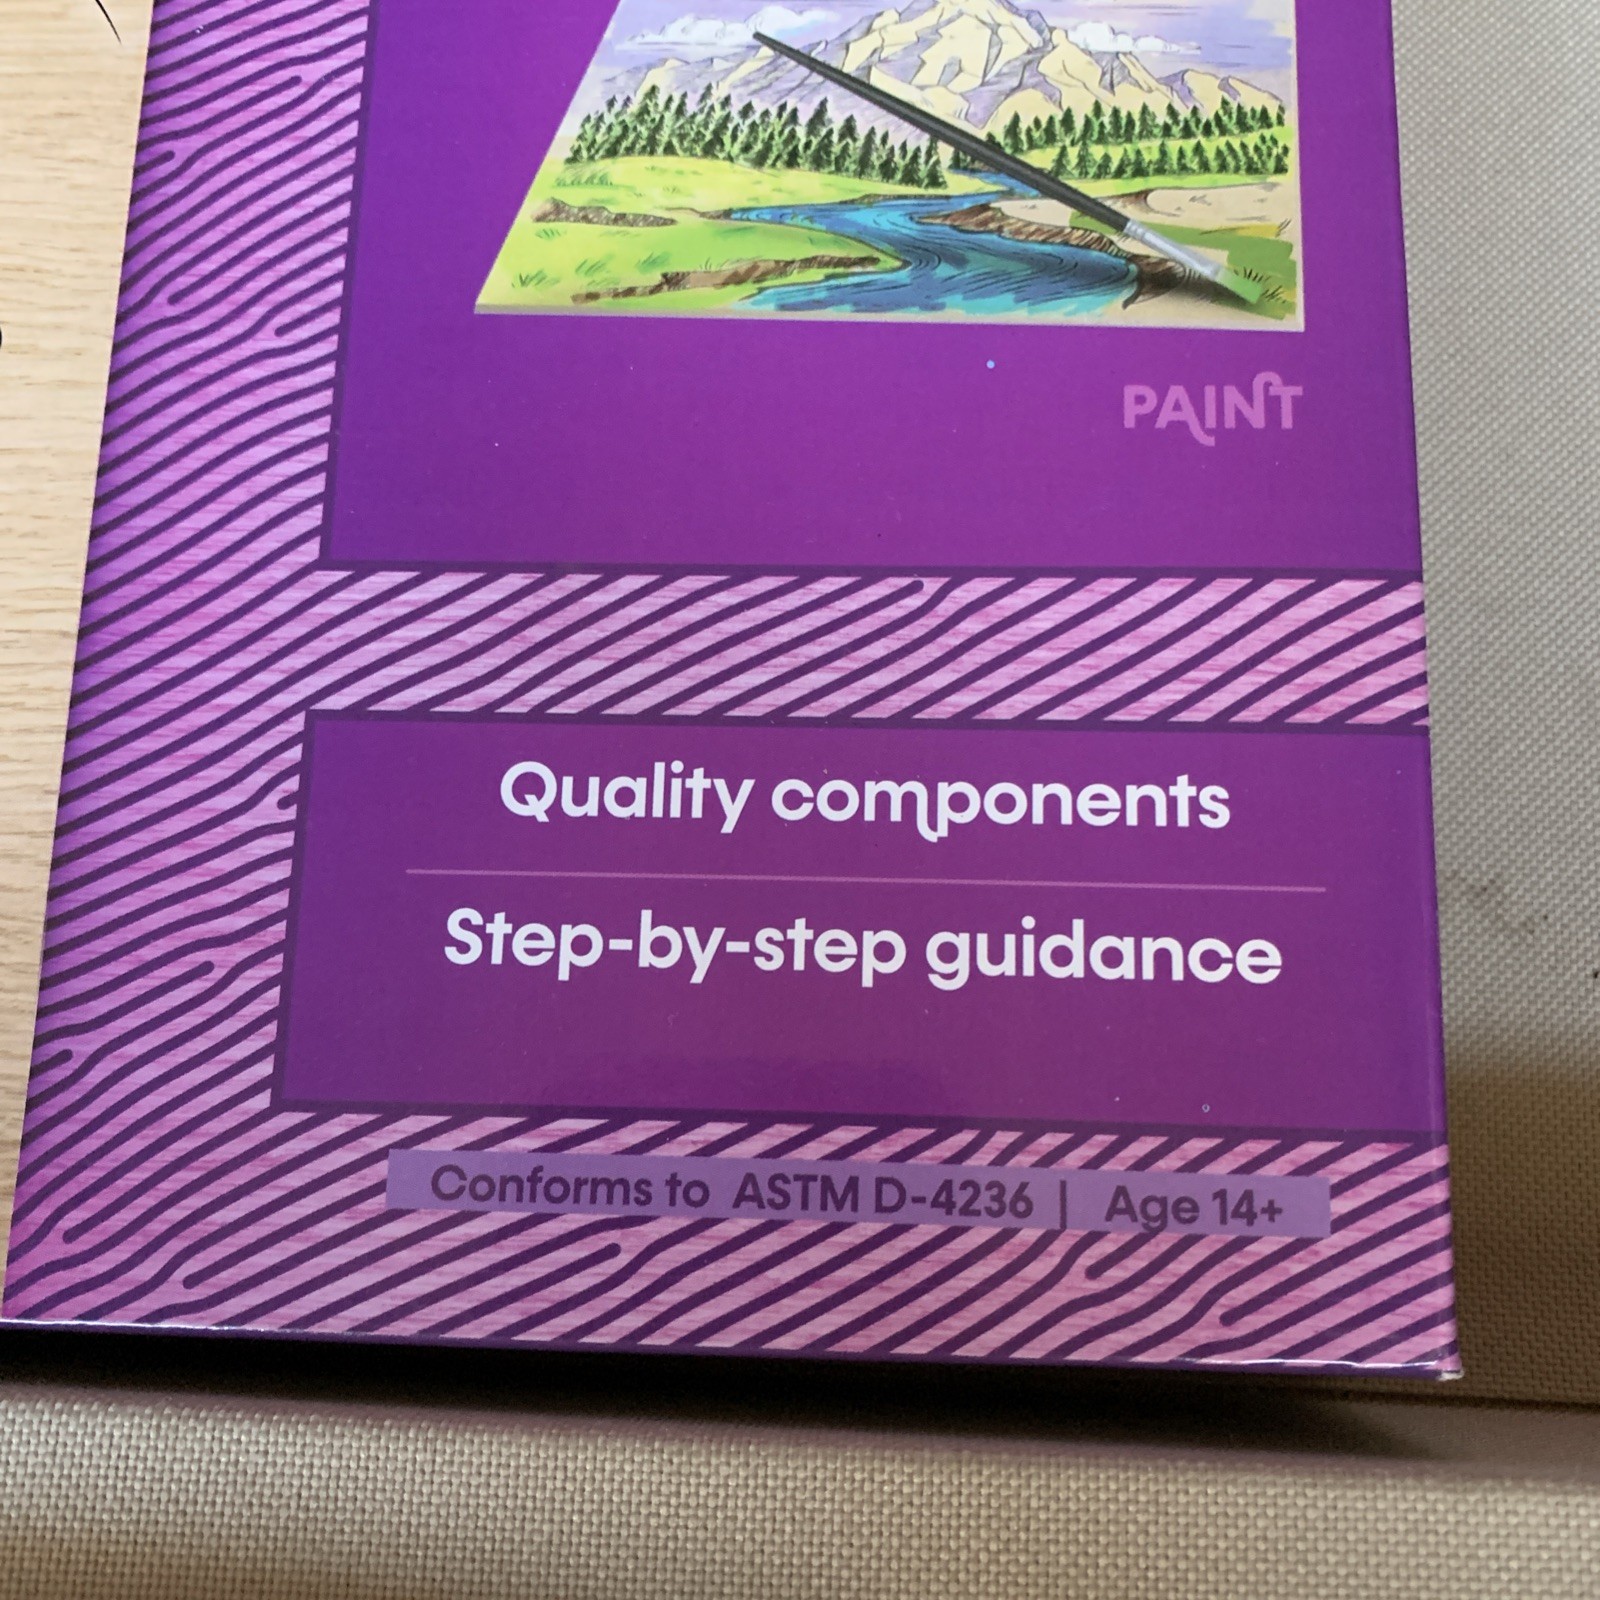 PAINT
Quality components
Step-by-step guidance
Conforms to ASTM D-4236 | Age 14+